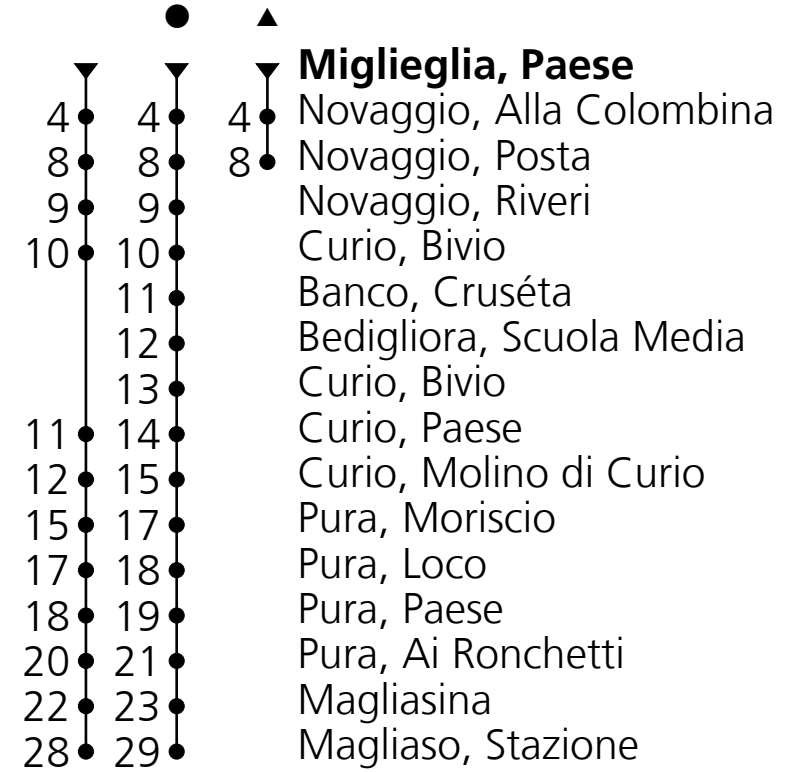 Miglieglia, Paese
4 4 4 Novaggio, Alla Colombina
8 8 8 Novaggio, Posta
9 9 Novaggio, Riveri
10 10 Curio, Bivio
11 Banco, Cruséta
12 Bedigliora, Scuola Media
13 Curio, Bivio
11 14 Curio, Paese
12 15 Curio, Molino di Curio
15 17 Pura, Moriscio
17 18 Pura, Loco
18 19 Pura, Paese
20 21 Pura, Ai Ronchetti
22 23 Magliasina
28 29 Magliaso, Stazione